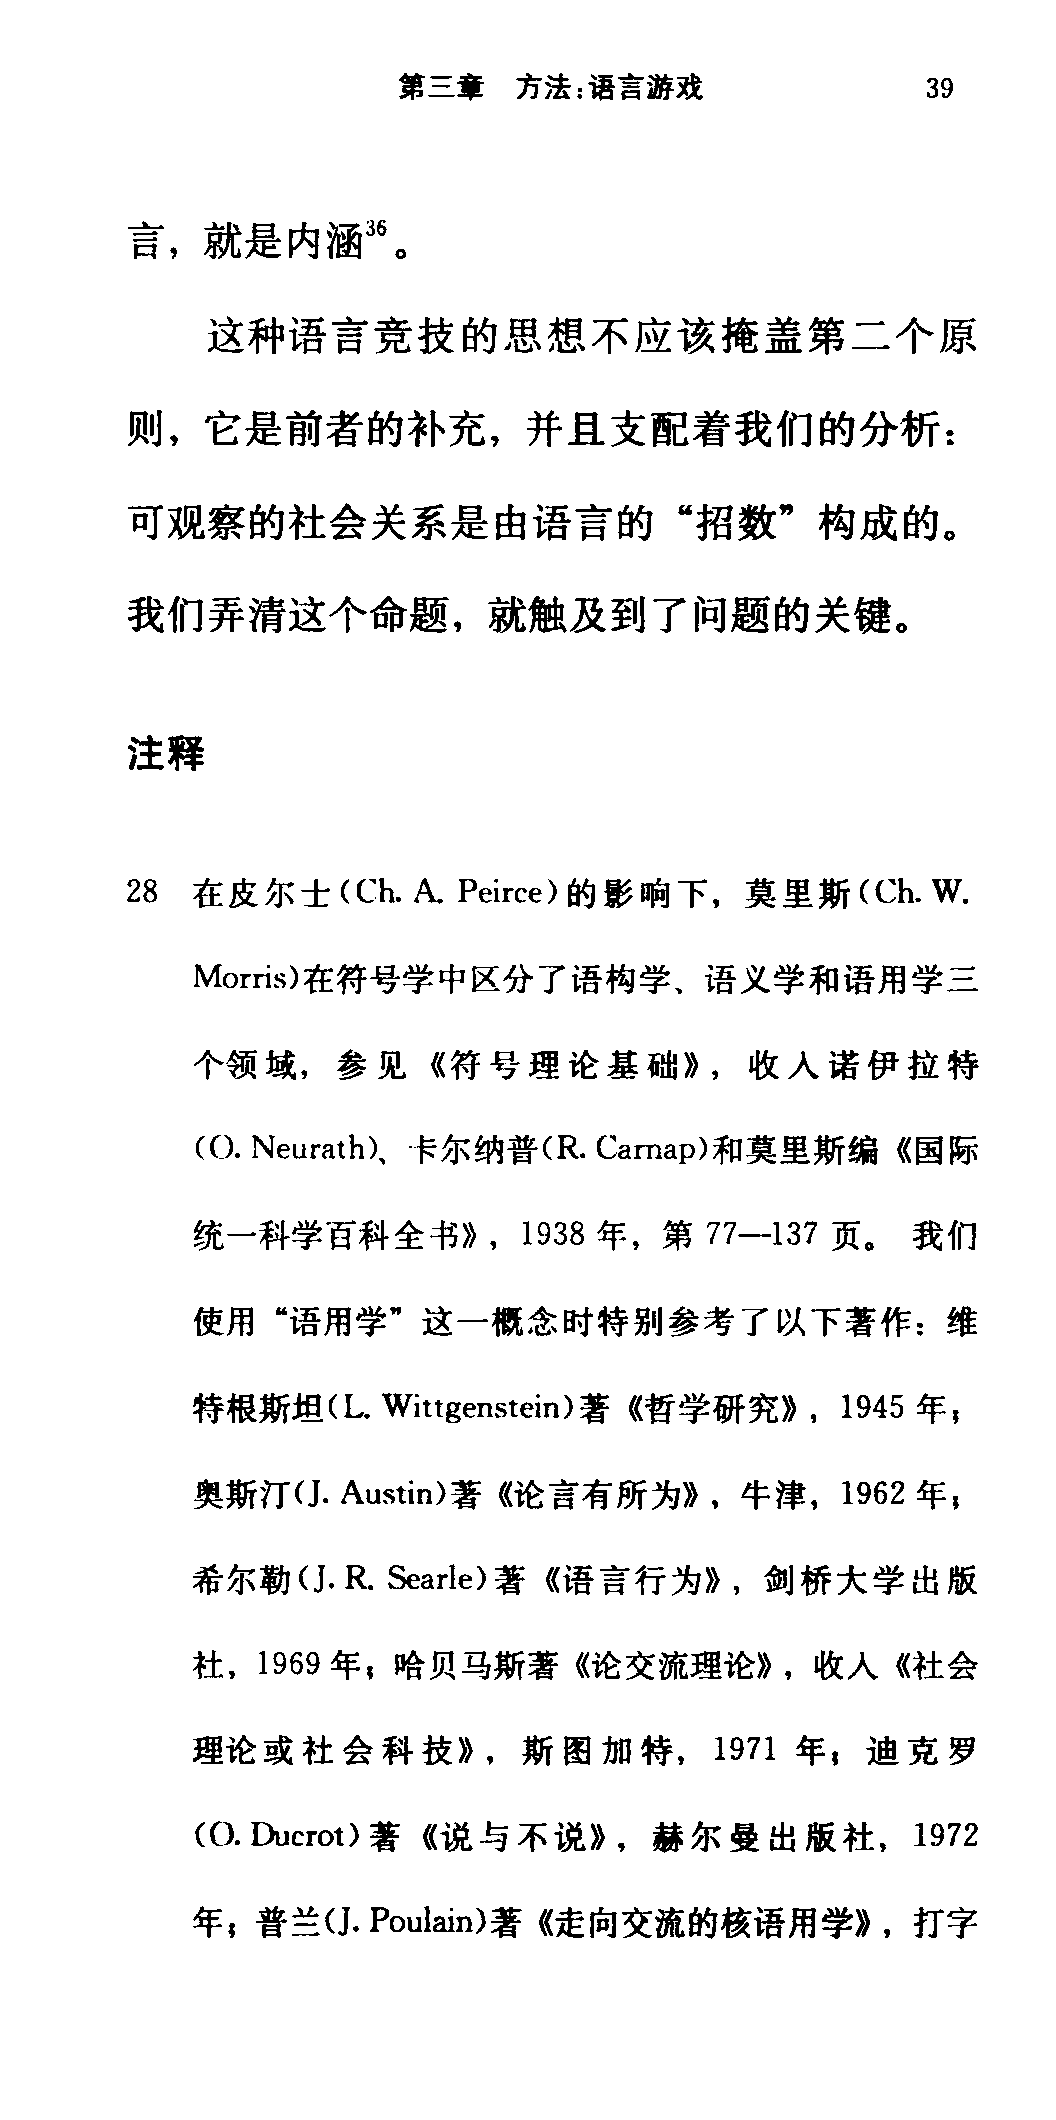 第三章　方法:语言游戏　39
言，就是内涵³⁶。
这种语言竞技的思想不应该掩盖第二个原
则，它是前者的补充，并且支配着我们的分析：
可观察的社会关系是由语言的“招数”构成的。
我们弄清这个命题，就触及到了问题的关键。
注释
28　在皮尔士(Ch. A. Peirce)的影响下，莫里斯(Ch. W.
Morris)在符号学中区分了语构学、语义学和语用学三
个领域，参见《符号理论基础》，收入诺伊拉特
(O. Neurath)、卡尔纳普(R. Carnap)和莫里斯编《国际
统一科学百科全书》，1938 年，第 77—137 页。 我们
使用“语用学”这一概念时特别参考了以下著作：维
特根斯坦(L. Wittgenstein)著《哲学研究》，1945 年；
奥斯汀(J. Austin)著《论言有所为》，牛津，1962 年；
希尔勒(J. R. Searle)著《语言行为》，剑桥大学出版
社，1969 年；哈贝马斯著《论交流理论》，收入《社会
理论或社会科技》，斯图加特，1971 年；迪克罗
(O. Ducrot)著《说与不说》，赫尔曼出版社，1972
年；普兰(J. Poulain)著《走向交流的核语用学》，打字